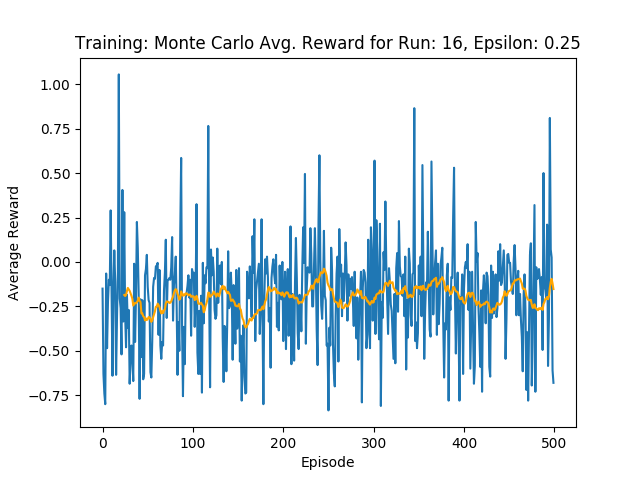 Training: Monte Carlo Avg. Reward for Run: 16, Epsilon: 0.25
1.00
0.75
0.50
0.25
0.00
−0.25
−0.50
−0.75
Average Reward
0 100 200 300 400 500
Episode